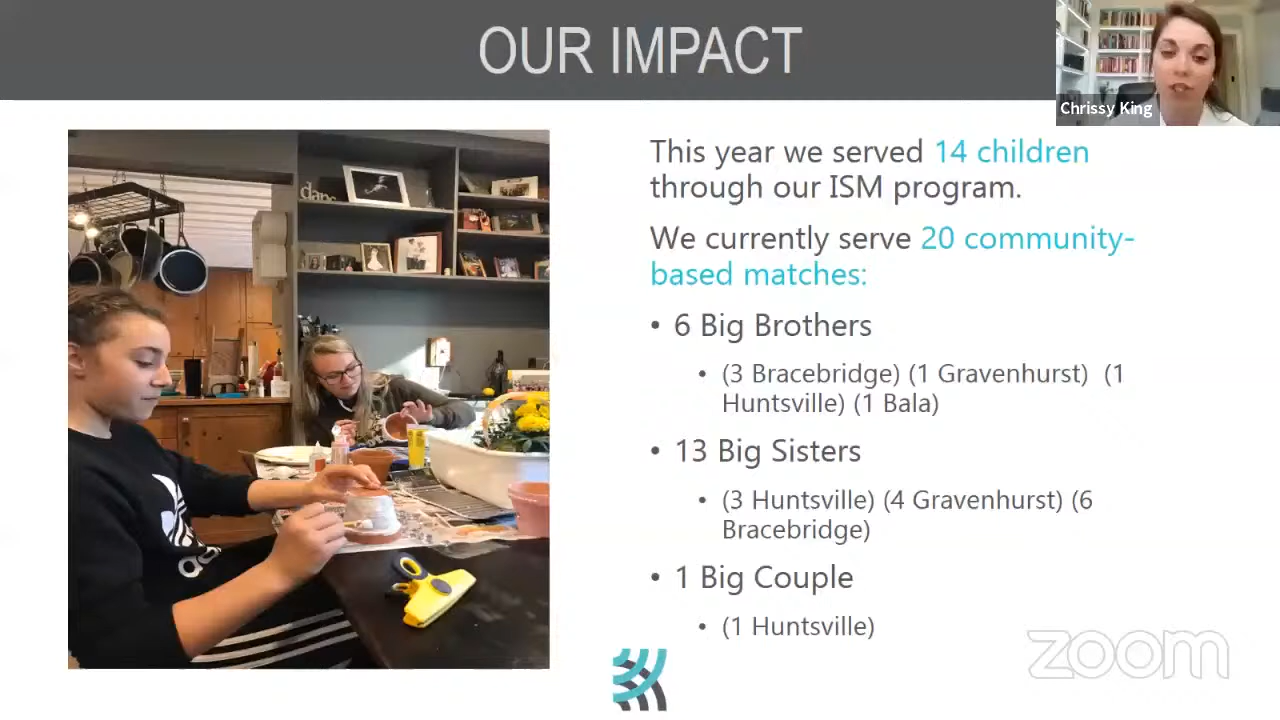 OUR IMPACT
Chrissy King
This year we served 14 children
through our ISM program.
We currently serve 20 community-
based matches:
• 6 Big Brothers
• (3 Bracebridge) (1 Gravenhurst) (1
Huntsville) (1 Bala)
• 13 Big Sisters
• (3 Huntsville) (4 Gravenhurst) (6
Bracebridge)
• 1 Big Couple
• (1 Huntsville)
zoom